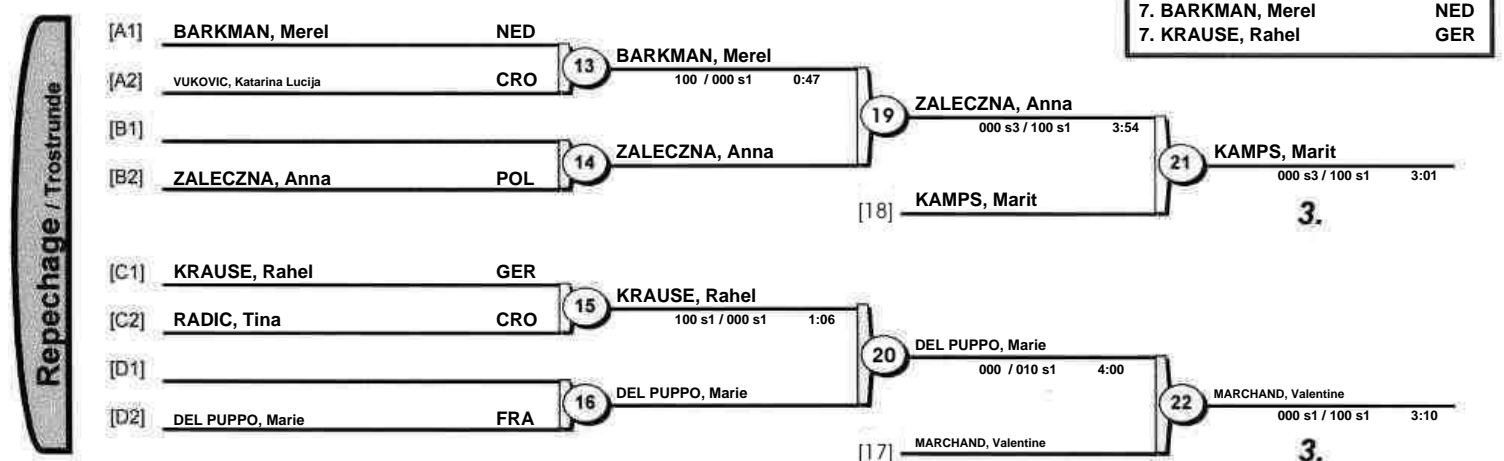 7. BARKMAN, Merel NED
7. KRAUSE, Rahel GER
Repechage / Trostrunde
[A1] BARKMAN, Merel NED
[A2] VUKOVIC, Katarina Lucija CRO
13 BARKMAN, Merel
100 / 000 s1 0:47
[B1]
[B2] ZALECZNA, Anna POL
14 ZALECZNA, Anna
19 ZALECZNA, Anna
000 s3 / 100 s1 3:54
[18] KAMPS, Marit
21 KAMPS, Marit
000 s3 / 100 s1 3:01
3.
[C1] KRAUSE, Rahel GER
[C2] RADIC, Tina CRO
15 KRAUSE, Rahel
100 s1 / 000 s1 1:06
[D1]
[D2] DEL PUPPO, Marie FRA
16 DEL PUPPO, Marie
20 DEL PUPPO, Marie
000 / 010 s1 4:00
[17] MARCHAND, Valentine
22 MARCHAND, Valentine
000 s1 / 100 s1 3:10
3.